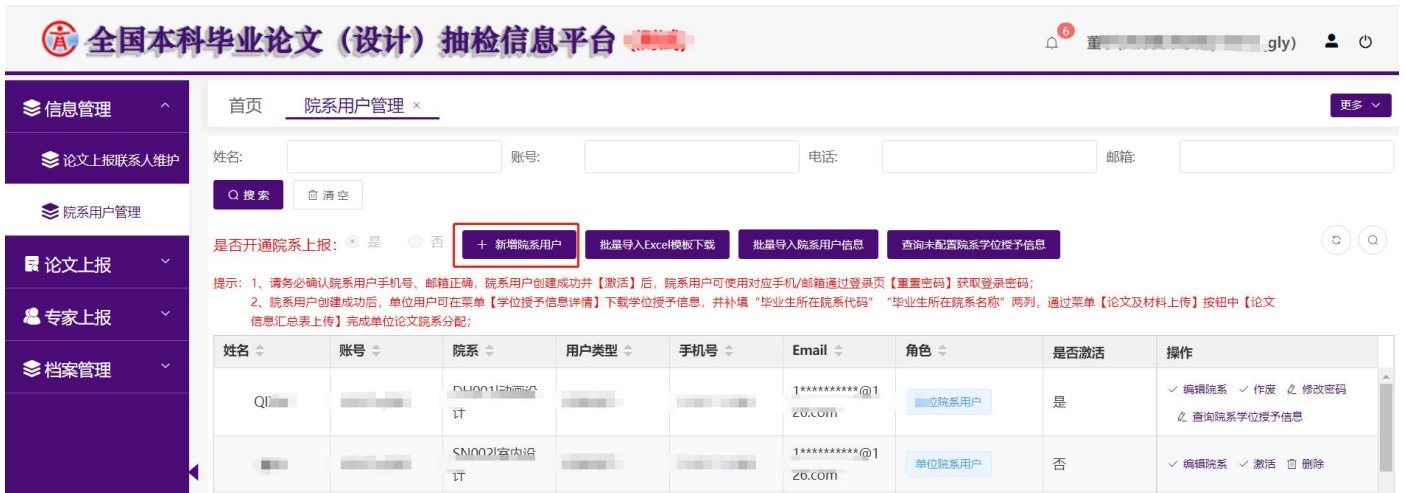 全国本科毕业论文（设计）抽检信息平台
6
董
gly)
信息管理
论文上报联系人维护
院系用户管理
论文上报
专家上报
档案管理
首页 院系用户管理 ×
更多
姓名: 账号: 电话: 邮箱:
搜索 清空
是否开通院系上报: 是 否 + 新增院系用户 批量导入Excel模板下载 批量导入院系用户信息 查询未配置院系学位授予信息
提示: 1、请务必确认院系用户手机号、邮箱正确，院系用户创建成功并【激活】后，院系用户可使用对应手机/邮箱通过登录页【重置密码】获取登录密码；
2、院系用户创建成功后，单位用户可在菜单【学位授予信息详情】下载学位授予信息，并补填“毕业生所在院系代码” “毕业生所在院系名称”两列，通过菜单【论文及材料上传】按钮中【论文
信息汇总表上传】完成单位论文院系分配；
姓名 账号 院系 用户类型 手机号 Email 角色 是否激活 操作
DH001|动画设
计
1**********@1
26.com
位院系用户
是
编辑院系 作废 修改密码
查询院系学位授予信息
SN002|室内设
计
1**********@1
26.com
单位院系用户
否
编辑院系 激活 删除